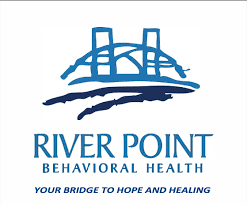 RIVER POINT
BEHAVIORAL HEALTH
YOUR BRIDGE TO HOPE AND HEALING